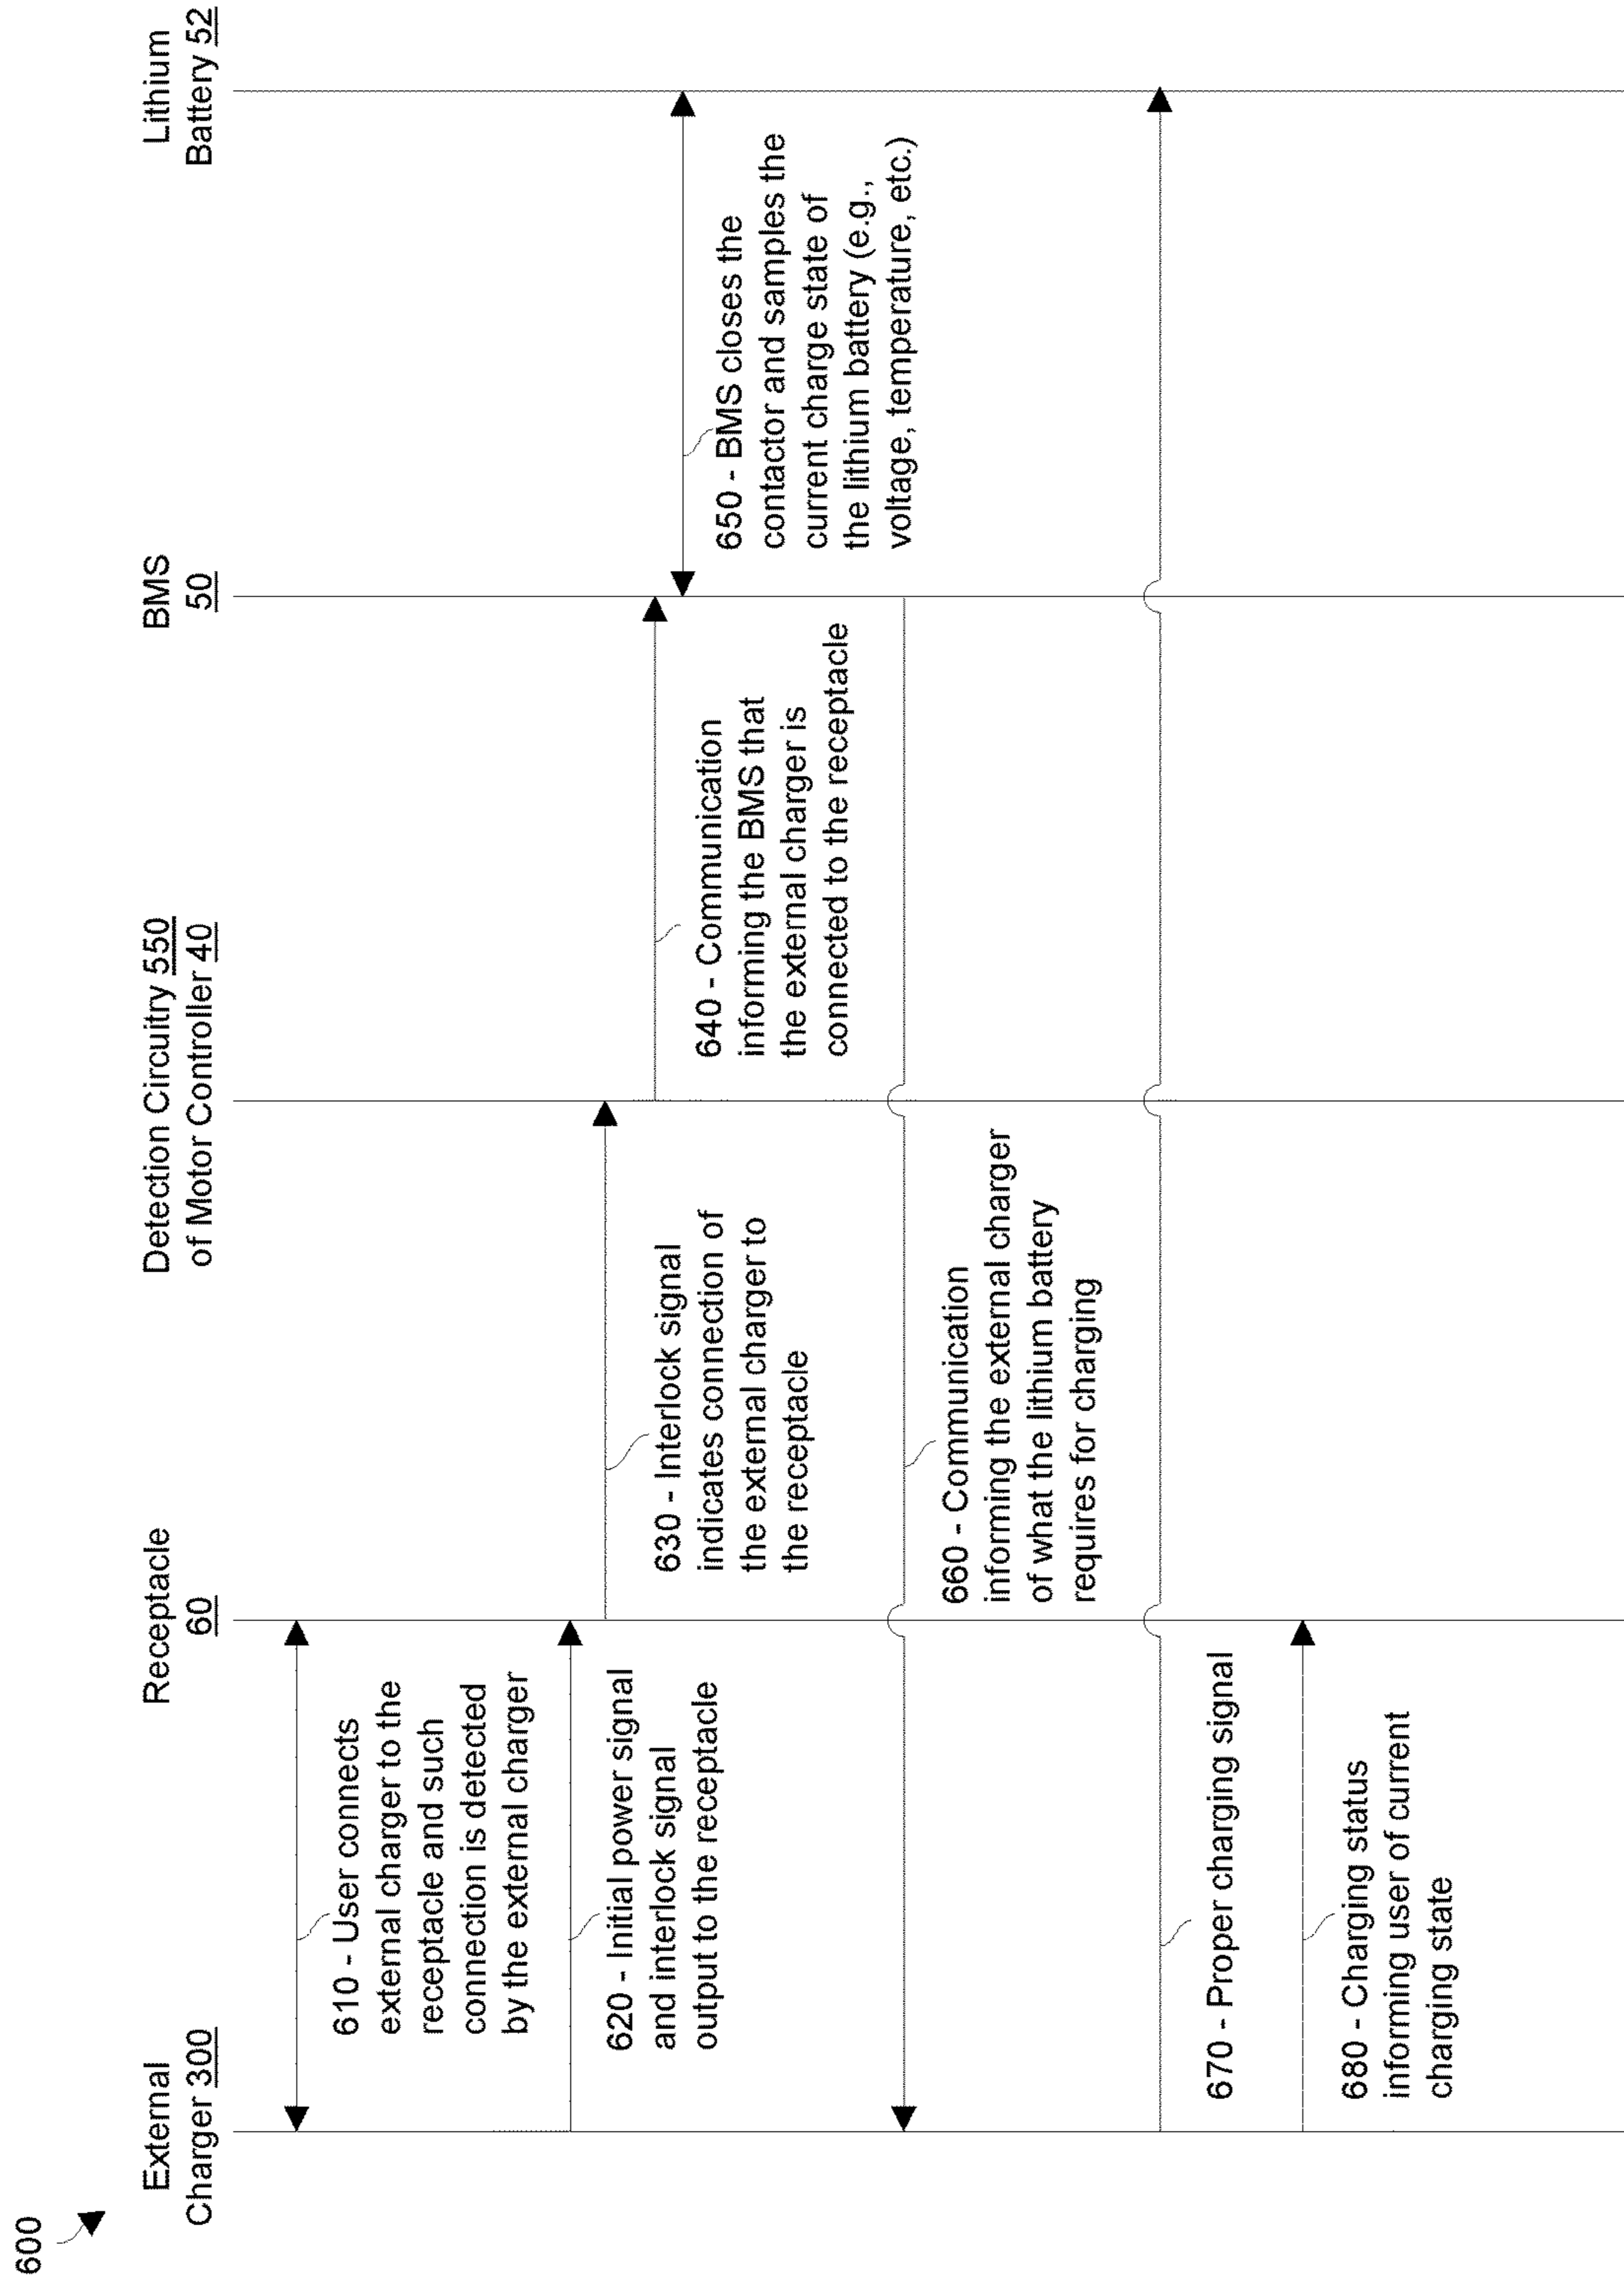 600
External
Charger 300
Receptacle
60
Detection Circuitry 550
of Motor Controller 40
BMS
50
Lithium
Battery 52
610 - User connects
external charger to the
receptacle and such
connection is detected
by the external charger
620 - Initial power signal
and interlock signal
output to the receptacle
630 - Interlock signal
indicates connection of
the external charger to
the receptacle
640 - Communication
informing the BMS that
the external charger is
connected to the receptacle
650 - BMS closes the
contactor and samples the
current charge state of
the lithium battery (e.g.,
voltage, temperature, etc.)
660 - Communication
informing the external charger
of what the lithium battery
requires for charging
670 - Proper charging signal
680 - Charging status
informing user of current
charging state